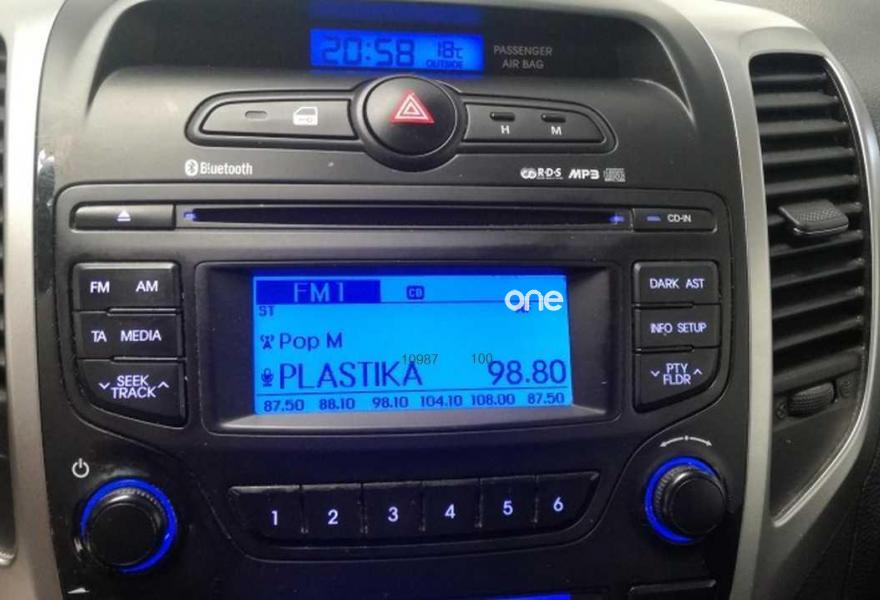 20:58 18°C
OUTSIDE
PASSENGER
AIR BAG
H M
Bluetooth
R·D·S MP3
CD-IN
FM AM
TA MEDIA
SEEK
TRACK
FM1 CD
ST
one
Pop M
10987 100
PLASTIKA 98.80
87.50 88.10 98.10 104.10 108.00 87.50
DARK AST
INFO SETUP
PTY
FLDR
1 2 3 4 5 6